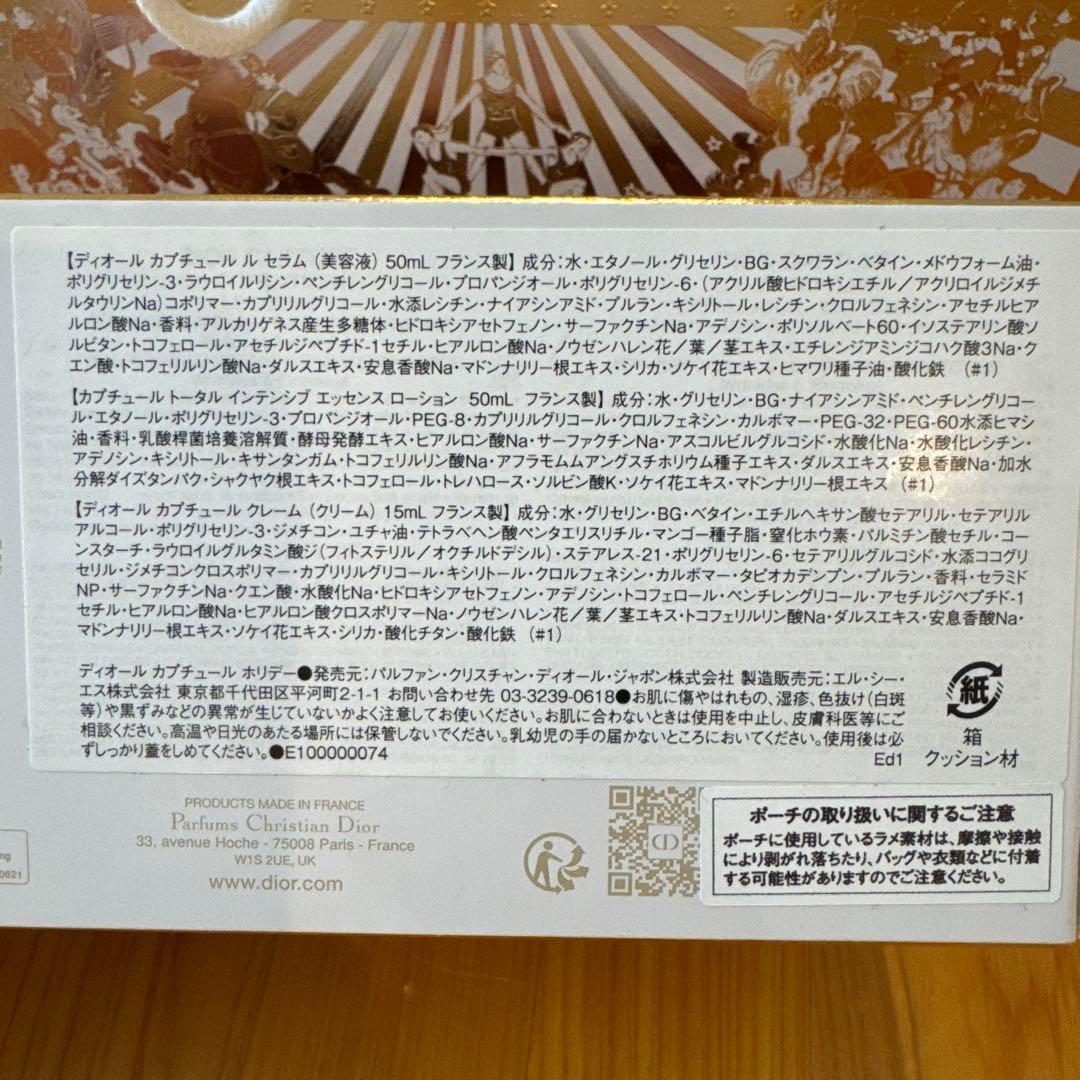 【ディオール カプチュール ル セラム (美容液) 50mL フランス製】 成分：水・エタノール・グリセリン・BG・スクワラン・ベタイン・メドウフォーム油・
ポリグリセリン-3・ラウロイルリシン・ペンチレングリコール・プロパンジオール・ポリグリセリン-6・(アクリル酸ヒドロキシエチル／アクリロイルジメチ
ルタウリンNa)コポリマー・カプリリルグリコール・水添レシチン・ナイアシンアミド・プルラン・キシリトール・レシチン・クロルフェネシン・アセチルヒア
ルロン酸Na・香料・アルカリゲネス産生多糖体・ヒドロキシアセトフェノン・サーファクチンNa・アデノシン・ポリソルベート60・イソステアリン酸ソ
ルビタン・トコフェロール・アセチルジペプチド-1セチル・ヒアルロン酸Na・ノウゼンハレン花／葉／茎エキス・エチレンジアミンジコハク酸3Na・ク
エン酸・トコフェリルリン酸Na・ダルスエキス・安息香酸Na・マドンナリリー根エキス・シリカ・ソケイ花エキス・ヒマワリ種子油・酸化鉄 (#1)
【カプチュール トータル インテンシブ エッセンス ローション 50mL フランス製】 成分：水・グリセリン・BG・ナイアシンアミド・ペンチレングリコー
ル・エタノール・ポリグリセリン-3・プロパンジオール・PEG-8・カプリリルグリコール・クロルフェネシン・カルボマー・PEG-32・PEG-60水添ヒマシ
油・香料・乳酸桿菌培養溶解質・酵母発酵エキス・ヒアルロン酸Na・サーファクチンNa・アスコルビルグルコシド・水酸化Na・水酸化レシチン・
アデノシン・キシリトール・キサンタンガム・トコフェリルリン酸Na・アフラモムムアングスチホリウム種子エキス・ダルスエキス・安息香酸Na・加水
分解ダイズタンパク・シャクヤク根エキス・トコフェロール・トレハロース・ソルビン酸K・ソケイ花エキス・マドンナリリー根エキス (#1)
【ディオール カプチュール クレーム (クリーム) 15mL フランス製】 成分：水・グリセリン・BG・ベタイン・エチルヘキサン酸セテアリル・セテアリル
アルコール・ポリグリセリン-3・ジメチコン・ユチャ油・テトラベヘン酸ペンタエリスリチル・マンゴー種子脂・窒化ホウ素・パルミチン酸セチル・コー
ンスターチ・ラウロイルグルタミン酸ジ(フィトステリル／オクチルドデシル)・ステアレス-21・ポリグリセリン-6・セテアリルグルコシド・水添ココグリ
セリル・ジメチコンクロスポリマー・カプリリルグリコール・キシリトール・クロルフェネシン・カルボマー・タピオカデンプン・プルラン・香料・セラミド
NP・サーファクチンNa・クエン酸・水酸化Na・ヒドロキシアセトフェノン・アデノシン・トコフェロール・ペンチレングリコール・アセチルジペプチド-1
セチル・ヒアルロン酸Na・ヒアルロン酸クロスポリマーNa・ノウゼンハレン花／葉／茎エキス・トコフェリルリン酸Na・ダルスエキス・安息香酸Na・
マドンナリリー根エキス・ソケイ花エキス・シリカ・酸化チタン・酸化鉄 (#1)
ディオール カプチュール ホリデー●発売元：パルファン・クリスチャン・ディオール・ジャポン株式会社 製造販売元：エル・シー・
エス株式会社 東京都千代田区平河町2-1-1 お問い合わせ先 03-3239-0618●お肌に傷やはれもの、湿疹、色抜け(白斑
等)や黒ずみなどの異常が生じていないかよく注意してお使いください。お肌に合わないときは使用を中止し、皮膚科医等にご
相談ください。高温や日光のあたる場所には保管しないでください。乳幼児の手の届かないところにおいてください。使用後は必
ずしっかり蓋をしめてください。●E100000074
Ed1
紙
箱
クッション材
PRODUCTS MADE IN FRANCE
Parfums Christian Dior
33, avenue Hoche - 75008 Paris - France
W1S 2UE, UK
www.dior.com
CD
ポーチの取り扱いに関するご注意
ポーチに使用しているラメ素材は、摩擦や接触
により剥がれ落ちたり、バッグや衣類などに付着
する可能性がありますのでご注意ください。
ng
0621